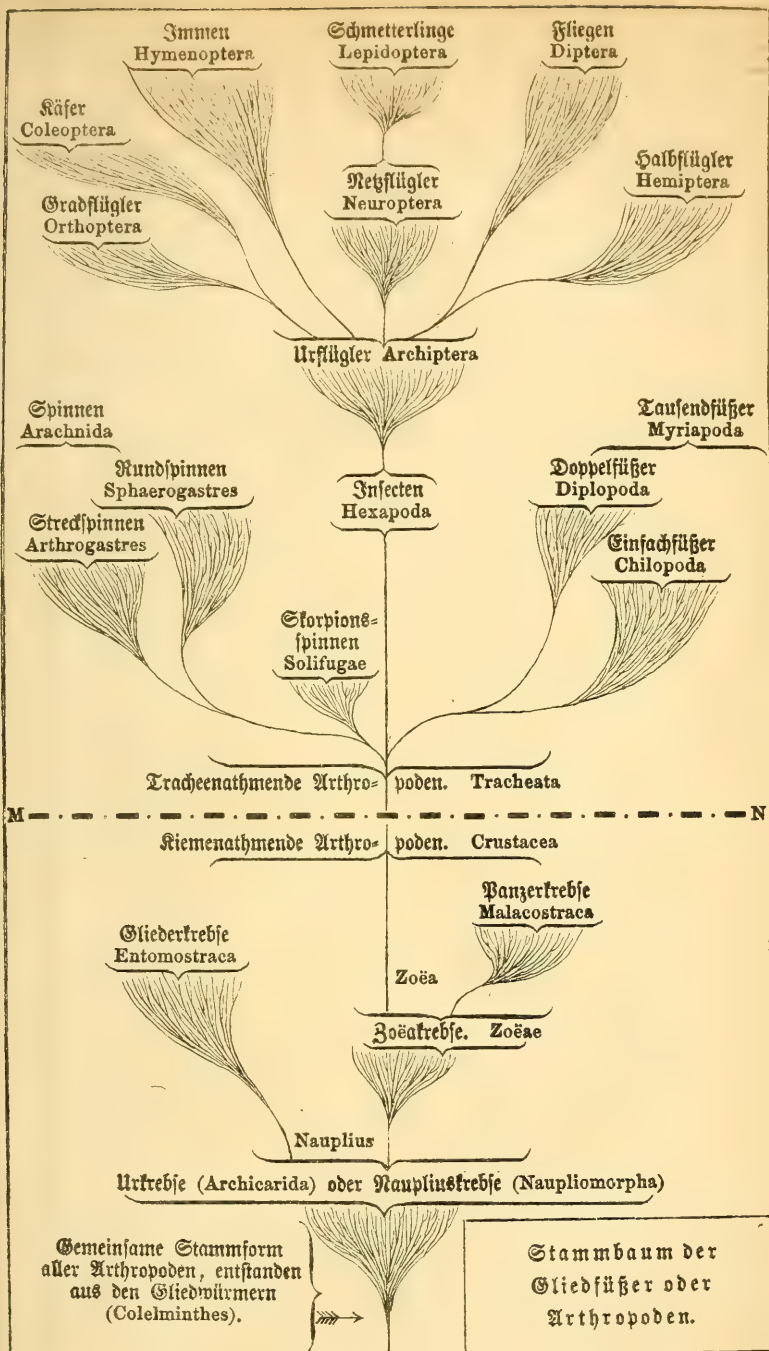 Immen
Hymenoptera
Schmetterlinge
Lepidoptera
Fliegen
Diptera
Käfer
Coleoptera
Netzflügler
Neuroptera
Halbflügler
Hemiptera
Gradflügler
Orthoptera
Urflügler Archiptera
Spinnen
Arachnida
Tausendfüßer
Myriapoda
Rundspinnen
Sphaerogastres
Insecten
Hexapoda
Doppelfüßer
Diplopoda
Streckspinnen
Arthrogastres
Einfachfüßer
Chilopoda
Skorpions=
spinnen
Solifugae
Tracheenathmende Arthro= poden. Tracheata
M N
Kiemenathmende Arthro= poden. Crustacea
Panzerkrebse
Malacostraca
Gliederkrebse
Entomostraca
Zoëa
Zoëakrebse. Zoëae
Nauplius
Urkrebse (Archicarida) oder Naupliuskrebse (Naupliomorpha)
Gemeinsame Stammform
aller Arthropoden, entstanden
aus den Gliedwürmern
(Colelminthes).
Stammbaum der
Gliedfüßer oder
Arthropoden.